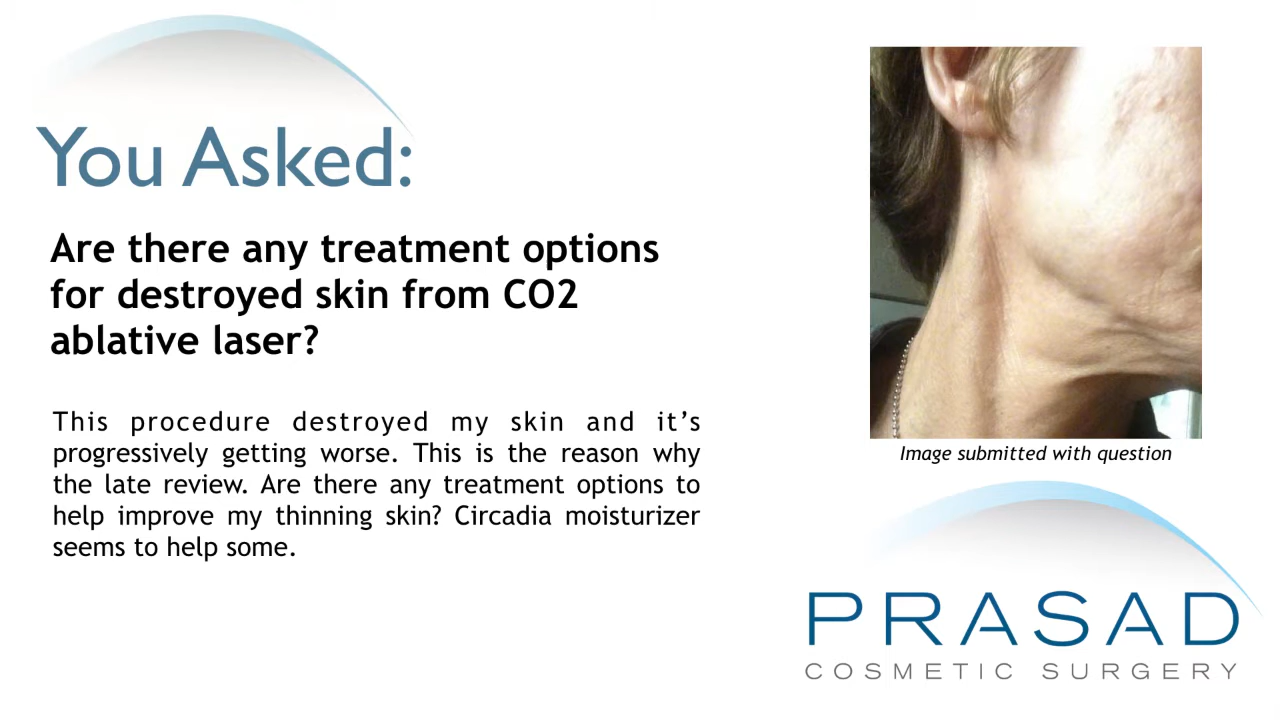 You Asked:
Are there any treatment options
for destroyed skin from CO2
ablative laser?
This procedure destroyed my skin and it’s
progressively getting worse. This is the reason why
the late review. Are there any treatment options to
help improve my thinning skin? Circadia moisturizer
seems to help some.
Image submitted with question
PRASAD
COSMETIC SURGERY